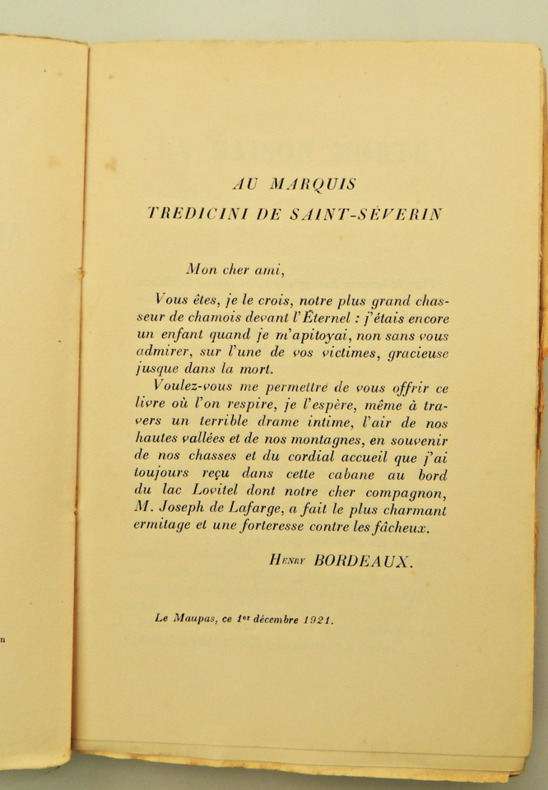 AU MARQUIS
TREDICINI DE SAINT-SÉVERIN
Mon cher ami,
Vous êtes, je le crois, notre plus grand chas-
seur de chamois devant l'Éternel : j'étais encore
un enfant quand je m'apitoyai, non sans vous
admirer, sur l'une de vos victimes, gracieuse
jusque dans la mort.
Voulez-vous me permettre de vous offrir ce
livre où l'on respire, je l'espère, même à tra-
vers un terrible drame intime, l'air de nos
hautes vallées et de nos montagnes, en souvenir
de nos chasses et du cordial accueil que j'ai
toujours reçu dans cette cabane au bord
du lac Lovitel dont notre cher compagnon,
M. Joseph de Lafarge, a fait le plus charmant
ermitage et une forteresse contre les fâcheux.
HENRY BORDEAUX.
Le Maupas, ce 1er décembre 1921.